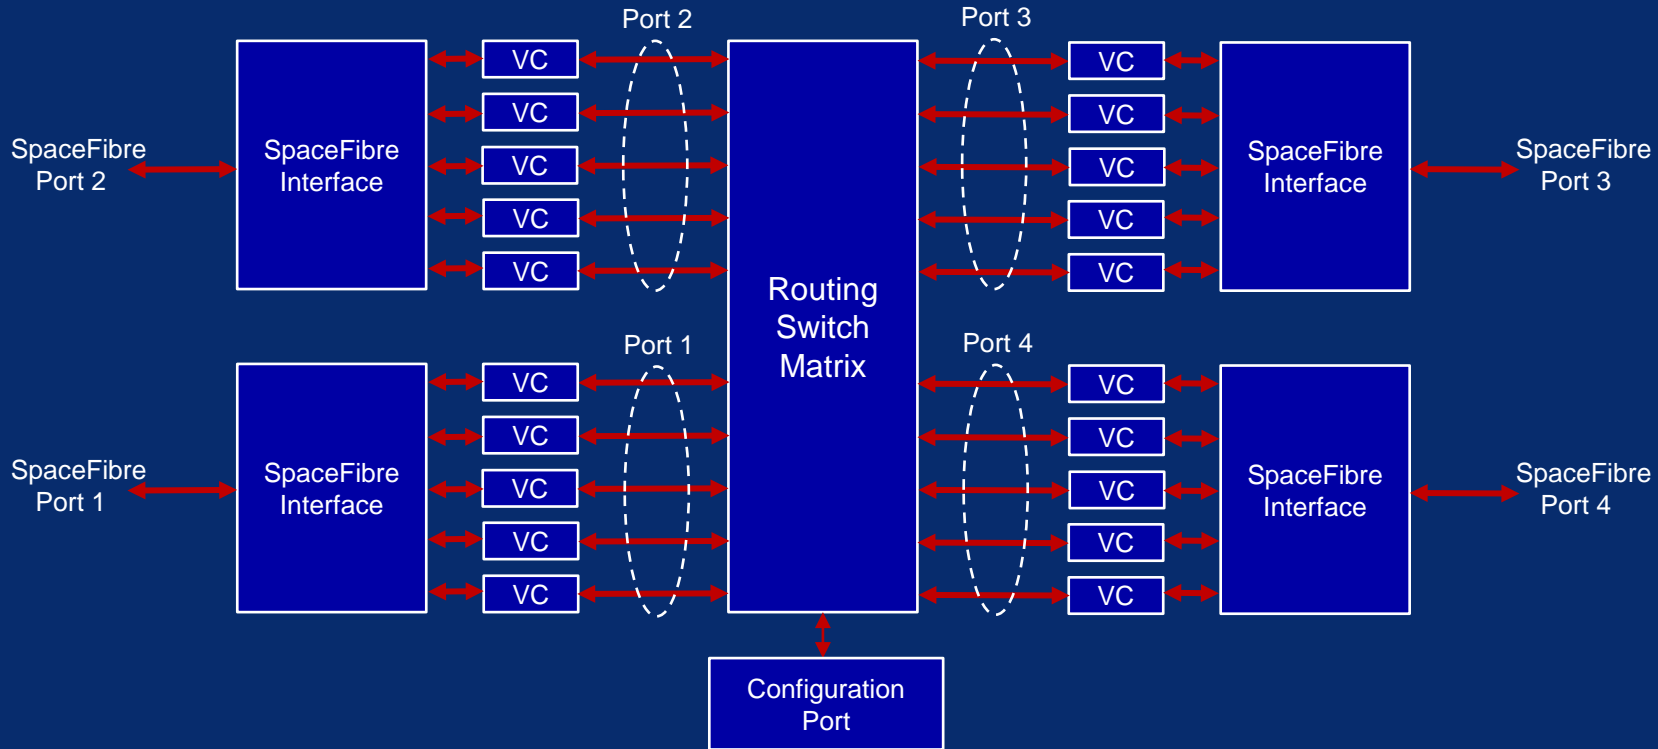 Port 2
Port 3
VC
VC
VC
VC
VC
VC
VC
VC
VC
VC
SpaceFibre
Port 2
SpaceFibre
Interface
SpaceFibre
Interface
SpaceFibre
Port 3
Routing
Switch
Matrix
Port 1
Port 4
VC
VC
VC
VC
VC
VC
VC
VC
VC
VC
SpaceFibre
Port 1
SpaceFibre
Interface
SpaceFibre
Interface
SpaceFibre
Port 4
Configuration
Port